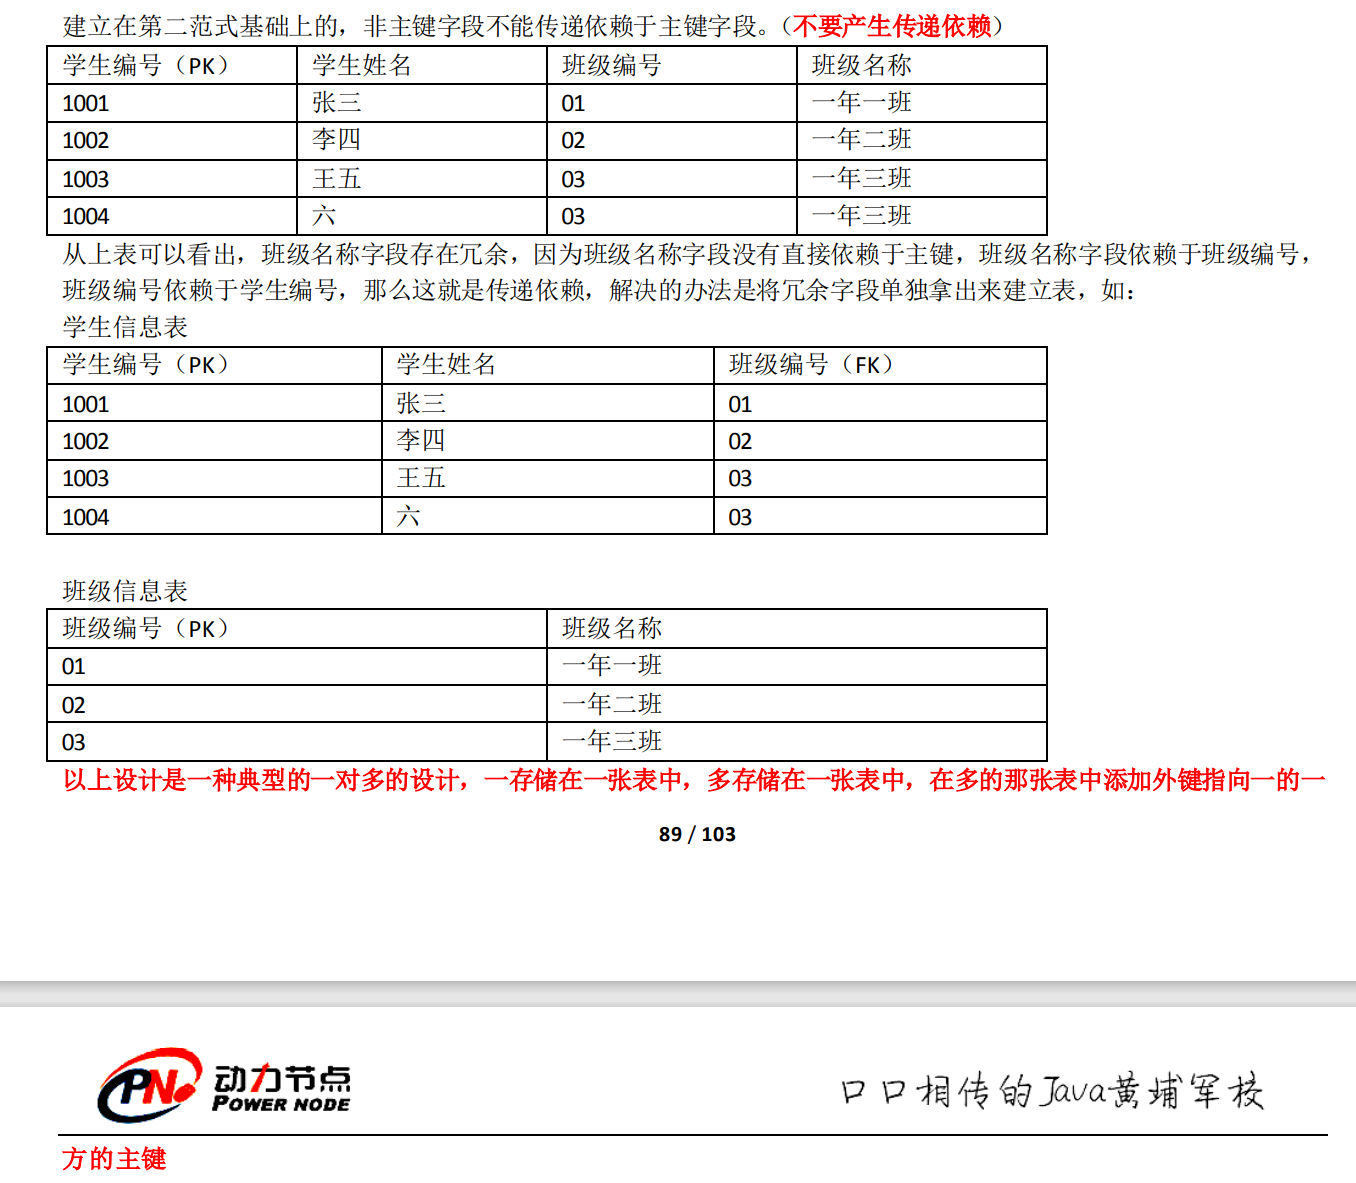 建立在第二范式基础上的，非主键字段不能传递依赖于主键字段。（不要产生传递依赖）
学生编号（PK） 学生姓名 班级编号 班级名称
1001 张三 01 一年一班
1002 李四 02 一年二班
1003 王五 03 一年三班
1004 六 03 一年三班
从上表可以看出，班级名称字段存在冗余，因为班级名称字段没有直接依赖于主键，班级名称字段依赖于班级编号，
班级编号依赖于学生编号，那么这就是传递依赖，解决的办法是将冗余字段单独拿出来建立表，如：
学生信息表
学生编号（PK） 学生姓名 班级编号（FK）
1001 张三 01
1002 李四 02
1003 王五 03
1004 六 03
班级信息表
班级编号（PK） 班级名称
01 一年一班
02 一年二班
03 一年三班
以上设计是一种典型的一对多的设计，一存储在一张表中，多存储在一张表中，在多的那张表中添加外键指向一的一
89 / 103
PN 动力节点
POWER NODE
口口相传的Java黄埔军校
方的主键